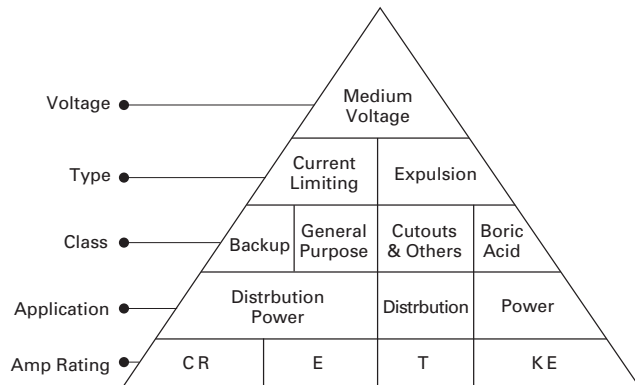 Voltage
Medium
Voltage
Type
Current
Limiting
Expulsion
Class
Backup
General
Purpose
Cutouts
& Others
Boric
Acid
Application
Distrbution
Power
Distrbution
Power
Amp Rating
C R
E
T
K E